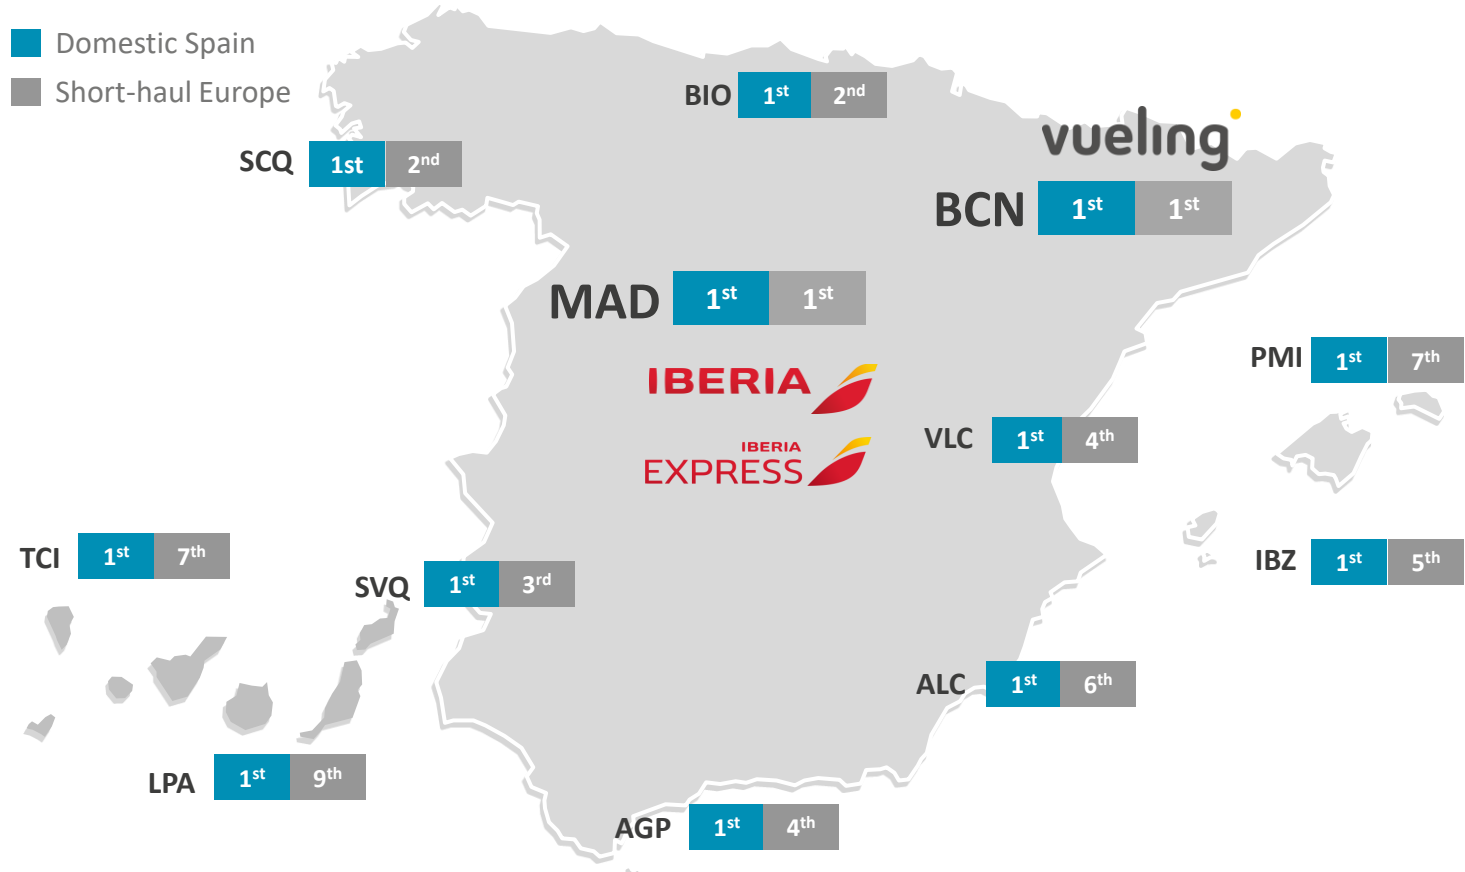 Domestic Spain
Short-haul Europe
BIO 1st 2nd
vueling
SCQ 1st 2nd
BCN 1st 1st
MAD 1st 1st
PMI 1st 7th
IBERIA
VLC 1st 4th
IBERIA
EXPRESS
TCI 1st 7th
IBZ 1st 5th
SVQ 1st 3rd
ALC 1st 6th
LPA 1st 9th
AGP 1st 4th